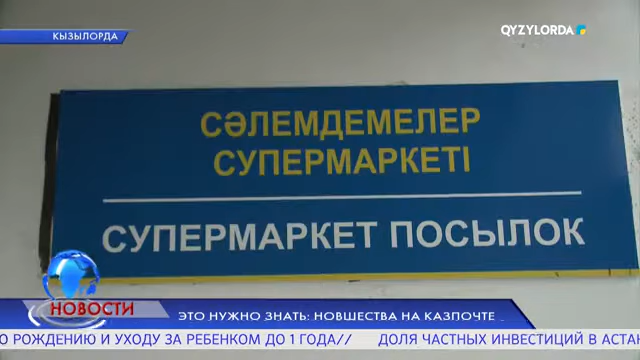 КЫЗЫЛОРДА
QYZYLORDA
СӘЛЕМДЕМЕЛЕР
СУПЕРМАРКЕТІ
СУПЕРМАРКЕТ ПОСЫЛОК
НОВОСТИ
ЭТО НУЖНО ЗНАТЬ: НОВШЕСТВА НА КАЗПОЧТЕ
О РОЖДЕНИЮ И УХОДУ ЗА РЕБЕНКОМ ДО 1 ГОДА// ДОЛЯ ЧАСТНЫХ ИНВЕСТИЦИЙ В АСТАН